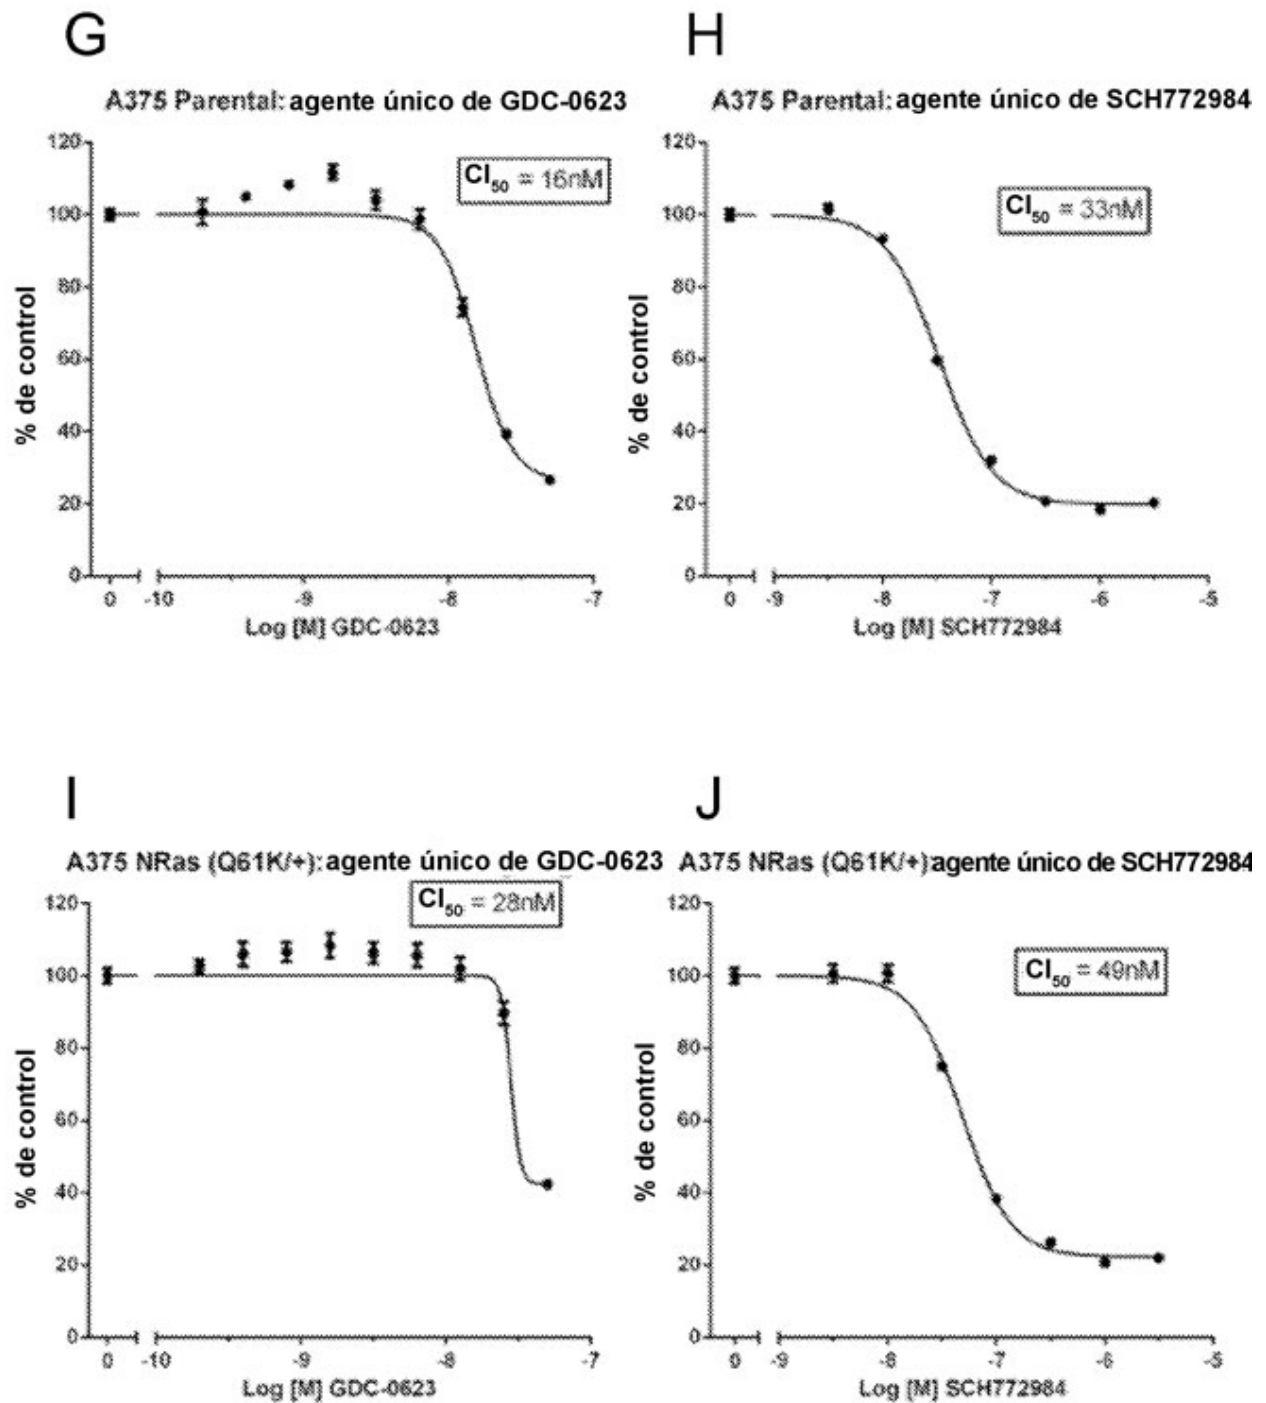 G
A375 Parental: agente único de GDC-0623
CI50 = 16nM
120
100
80
60
40
20
0
% de control
0 -10 -9 -8 -7
Log [M] GDC-0623
H
A375 Parental: agente único de SCH772984
CI50 = 33nM
120
100
80
60
40
20
0
% de control
0 -9 -8 -7 -6 -5
Log [M] SCH772984
I
A375 NRas (Q61K/+): agente único de GDC-0623
CI50 = 28nM
120
100
80
60
40
20
0
% de control
0 -10 -9 -8 -7
Log [M] GDC-0623
J
A375 NRas (Q61K/+):agente único de SCH772984
CI50 = 49nM
120
100
80
60
40
20
0
% de control
0 -9 -8 -7 -6 -5
Log [M] SCH772984